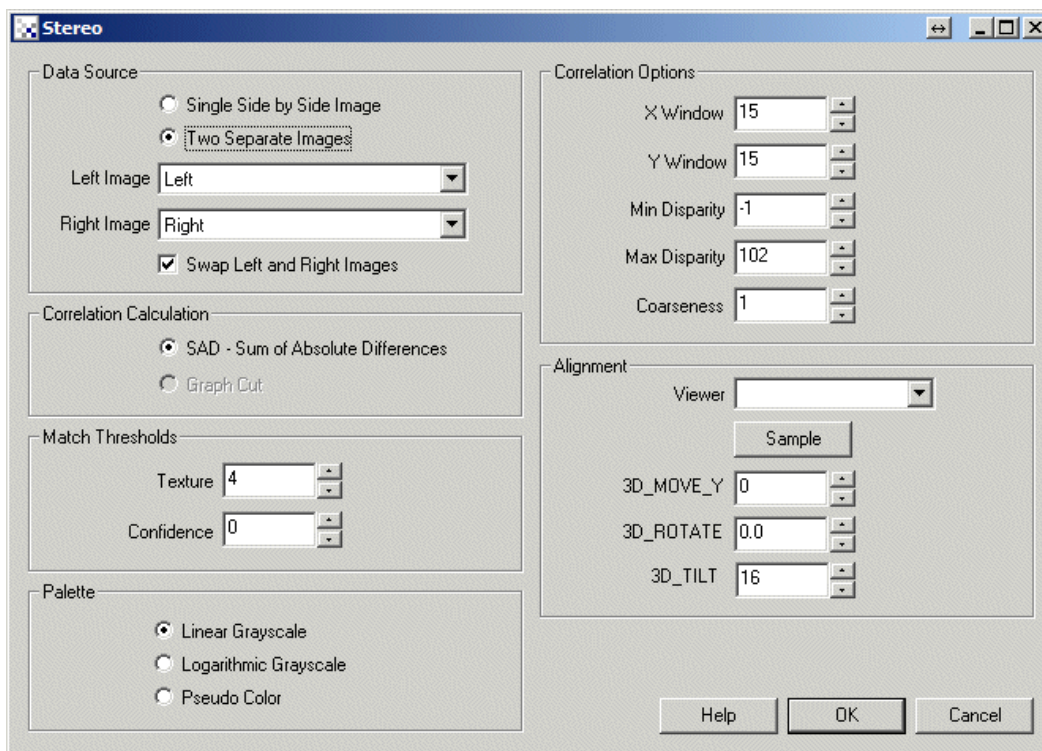 Stereo
Data Source
Single Side by Side Image
Two Separate Images
Left Image Left
Right Image Right
Swap Left and Right Images
Correlation Calculation
SAD - Sum of Absolute Differences
Graph Cut
Match Thresholds
Texture 4
Confidence 0
Palette
Linear Grayscale
Logarithmic Grayscale
Pseudo Color
Correlation Options
X Window 15
Y Window 15
Min Disparity -1
Max Disparity 102
Coarseness 1
Alignment
Viewer
Sample
3D_MOVE_Y 0
3D_ROTATE 0.0
3D_TILT 16
Help OK Cancel